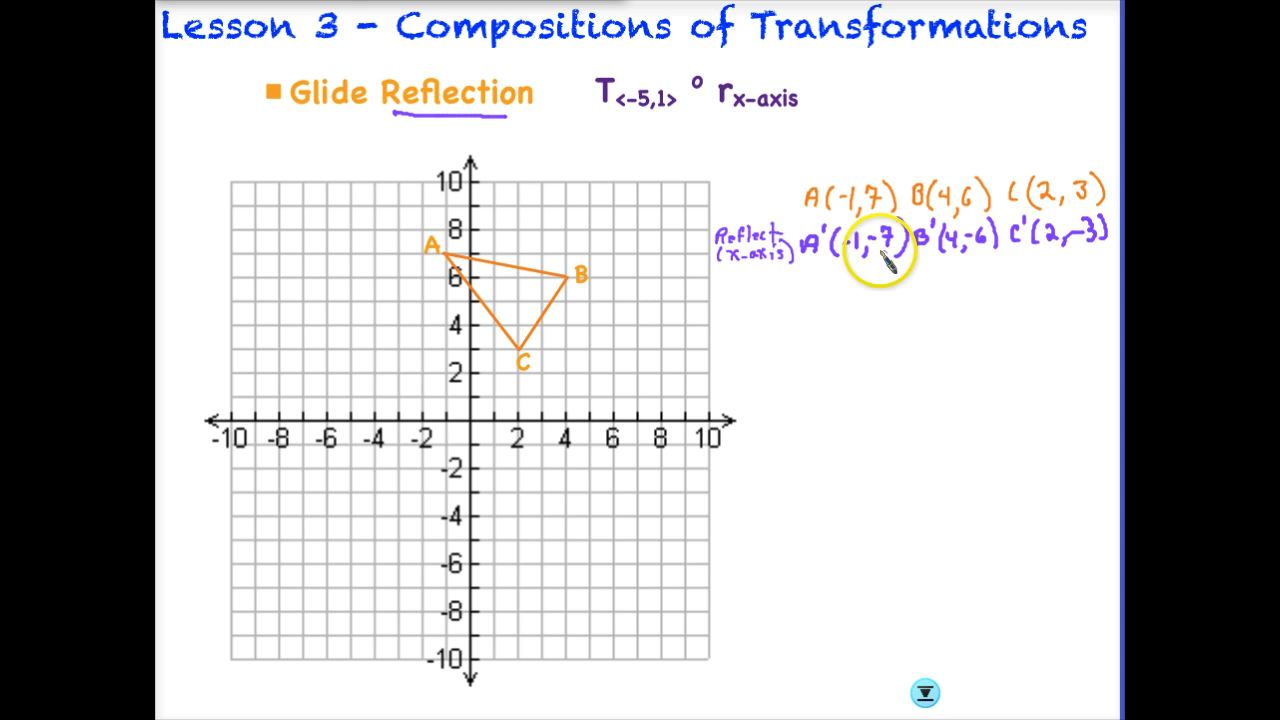 Lesson 3 – Compositions of Transformations
Glide Reflection T<-5,1> ° rx-axis
A(-1,7) B(4,6) C(2,3)
Reflect (x-axis) A'(-1,-7) B'(4,-6) C'(2,-3)
10
8
A
6
B
4
C
2
-10 -8 -6 -4 -2 2 4 6 8 10
-2
-4
-6
-8
-10